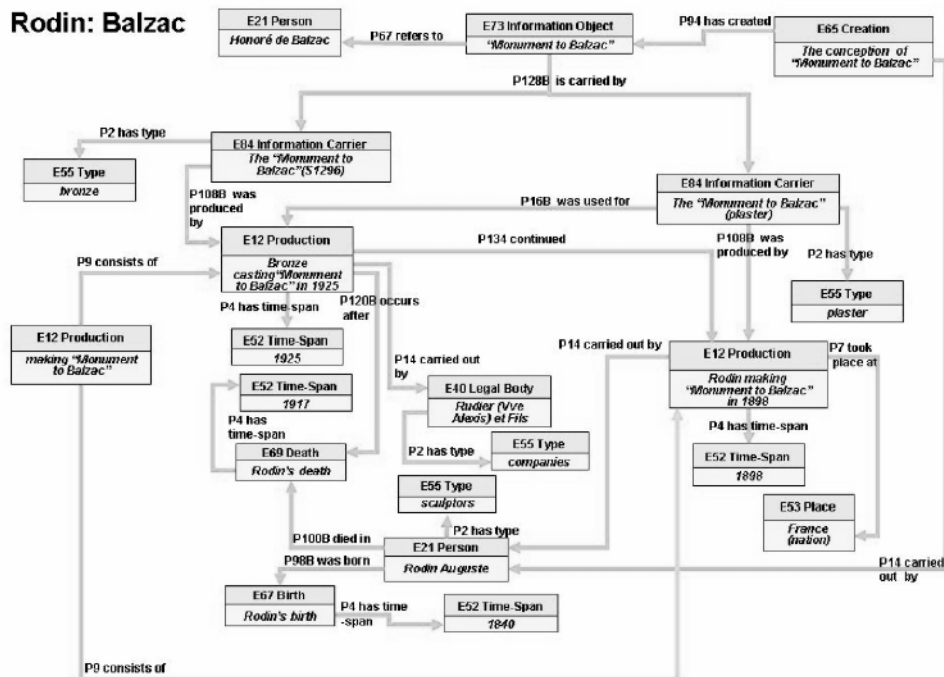 Rodin: Balzac
E21 Person
Honoré de Balzac
P67 refers to
E73 Information Object
"Monument to Balzac"
P94 has created
E65 Creation
The conception of
"Monument to Balzac"
P128B is carried by
P2 has type
E84 Information Carrier
The "Monument to
Balzac"(S1296)
E55 Type
bronze
E84 Information Carrier
The "Monument to Balzac"
(plaster)
P108B was
produced
by
P16B was used for
P108B was
produced by
E12 Production
Bronze
casting"Monument
to Balzac" in 1925
P134 continued
P2 has type
P9 consists of
E55 Type
plaster
P4 has time-span
P120B occurs
after
E12 Production
making "Monument
to Balzac"
E52 Time-Span
1925
P14 carried out by
E12 Production
Rodin making
"Monument to Balzac"
in 1898
P7 took
place at
P14 carried out
by
E52 Time-Span
1917
E40 Legal Body
Rudier (Vve
Alexis) et Fils
P4 has
time-span
P4 has time-span
E69 Death
Rodin's death
P2 has type
E55 Type
companies
E52 Time-Span
1898
E55 Type
sculptors
E53 Place
France
(nation)
P2 has type
P100B died in
E21 Person
Rodin Auguste
P98B was born
P14 carried
out by
E67 Birth
Rodin's birth
P4 has time
-span
E52 Time-Span
1840
P9 consists of